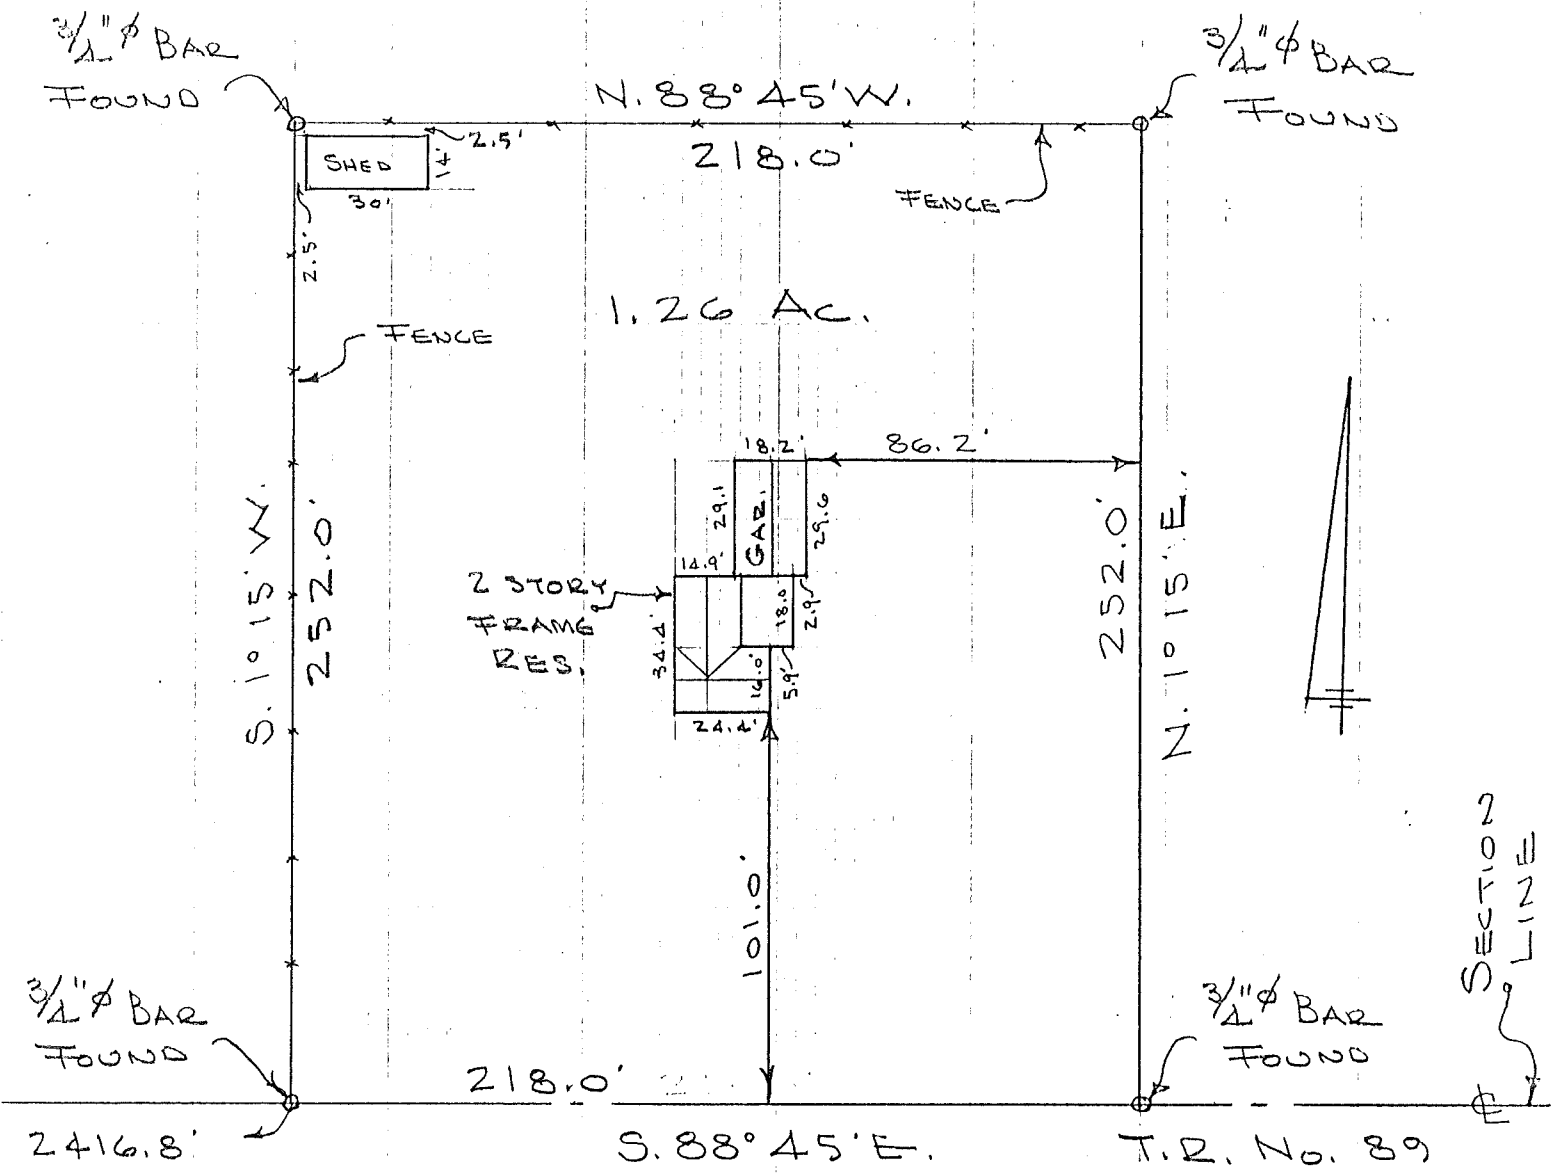 3/4" ⌀ BAR
FOUND
N. 88° 45' W.
3/4" ⌀ BAR
FOUND
218.0'
2.5'
SHED
14'
30'
2.5'
FENCE
1.26 AC.
FENCE
18.2'
86.2'
29.1
GAR.
29.6
14.9'
2 STORY
FRAME
RES.
34.4'
18.0
2.9'
16.0'
5.9'
24.4'
S. 1° 15' W.
252.0'
252.0'
N. 1° 15' E.
101.0'
SECTION
LINE
3/4" ⌀ BAR
FOUND
3/4" ⌀ BAR
FOUND
218.0'
℄
2416.8'
S. 88° 45' E.
T.R. No. 89